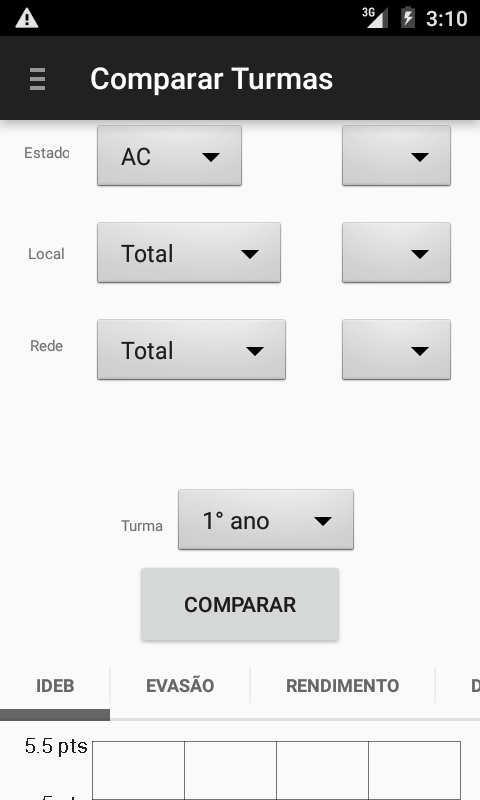 3G 3:10
Comparar Turmas
Estado AC
Local Total
Rede Total
Turma 1° ano
COMPARAR
IDEB EVASÃO RENDIMENTO
5.5 pts